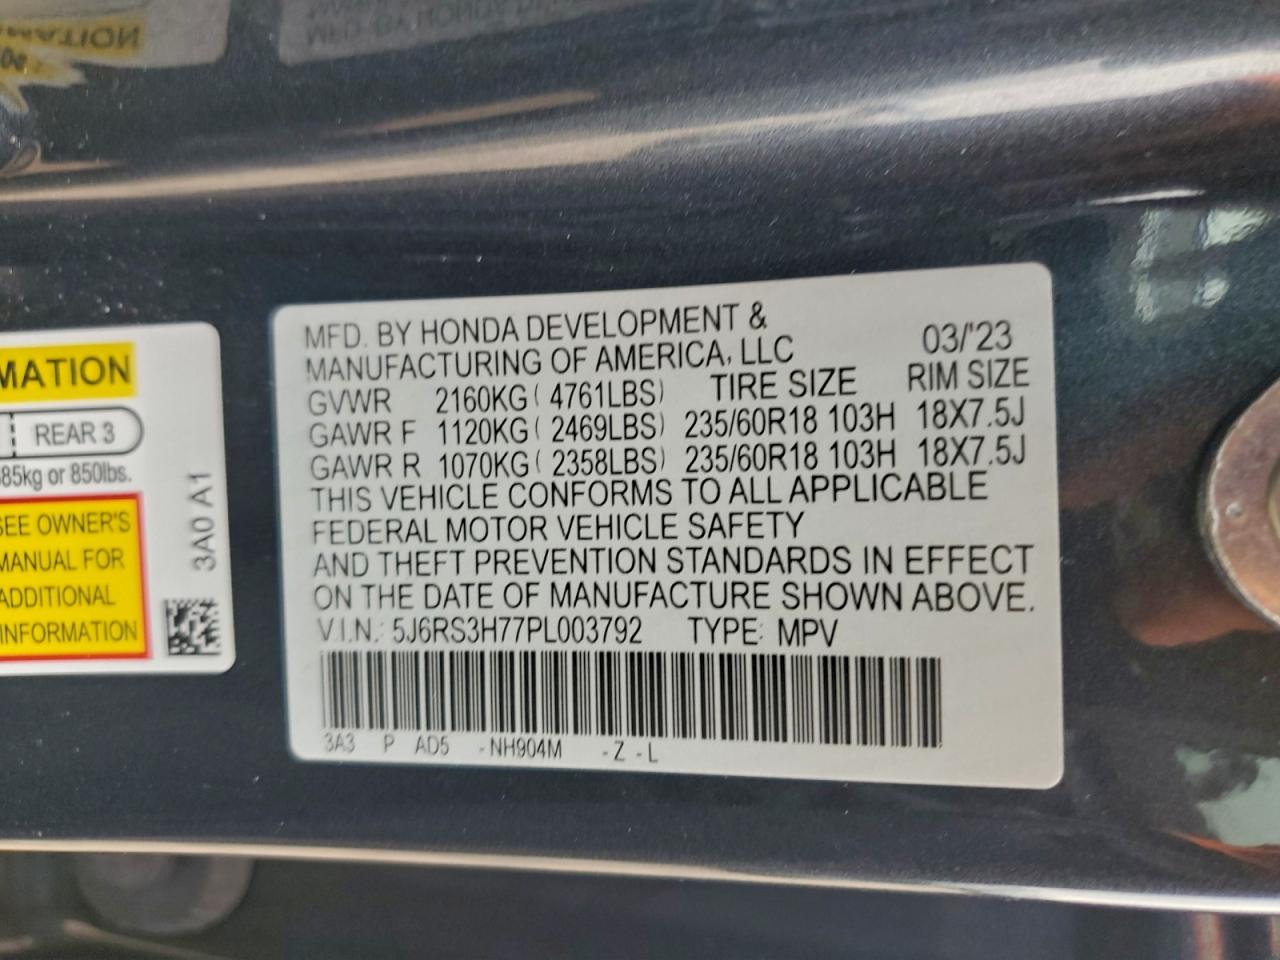 MATION
REAR 3
385kg or 850lbs.
SEE OWNER'S
MANUAL FOR
ADDITIONAL
INFORMATION
3A0 A1
MFD. BY HONDA DEVELOPMENT &
MANUFACTURING OF AMERICA, LLC 03/'23
GVWR 2160KG ( 4761LBS) TIRE SIZE RIM SIZE
GAWR F 1120KG ( 2469LBS) 235/60R18 103H 18X7.5J
GAWR R 1070KG ( 2358LBS) 235/60R18 103H 18X7.5J
THIS VEHICLE CONFORMS TO ALL APPLICABLE
FEDERAL MOTOR VEHICLE SAFETY
AND THEFT PREVENTION STANDARDS IN EFFECT
ON THE DATE OF MANUFACTURE SHOWN ABOVE.
V.I.N.: 5J6RS3H77PL003792 TYPE: MPV
3A3 P AD5 -NH904M -Z -L